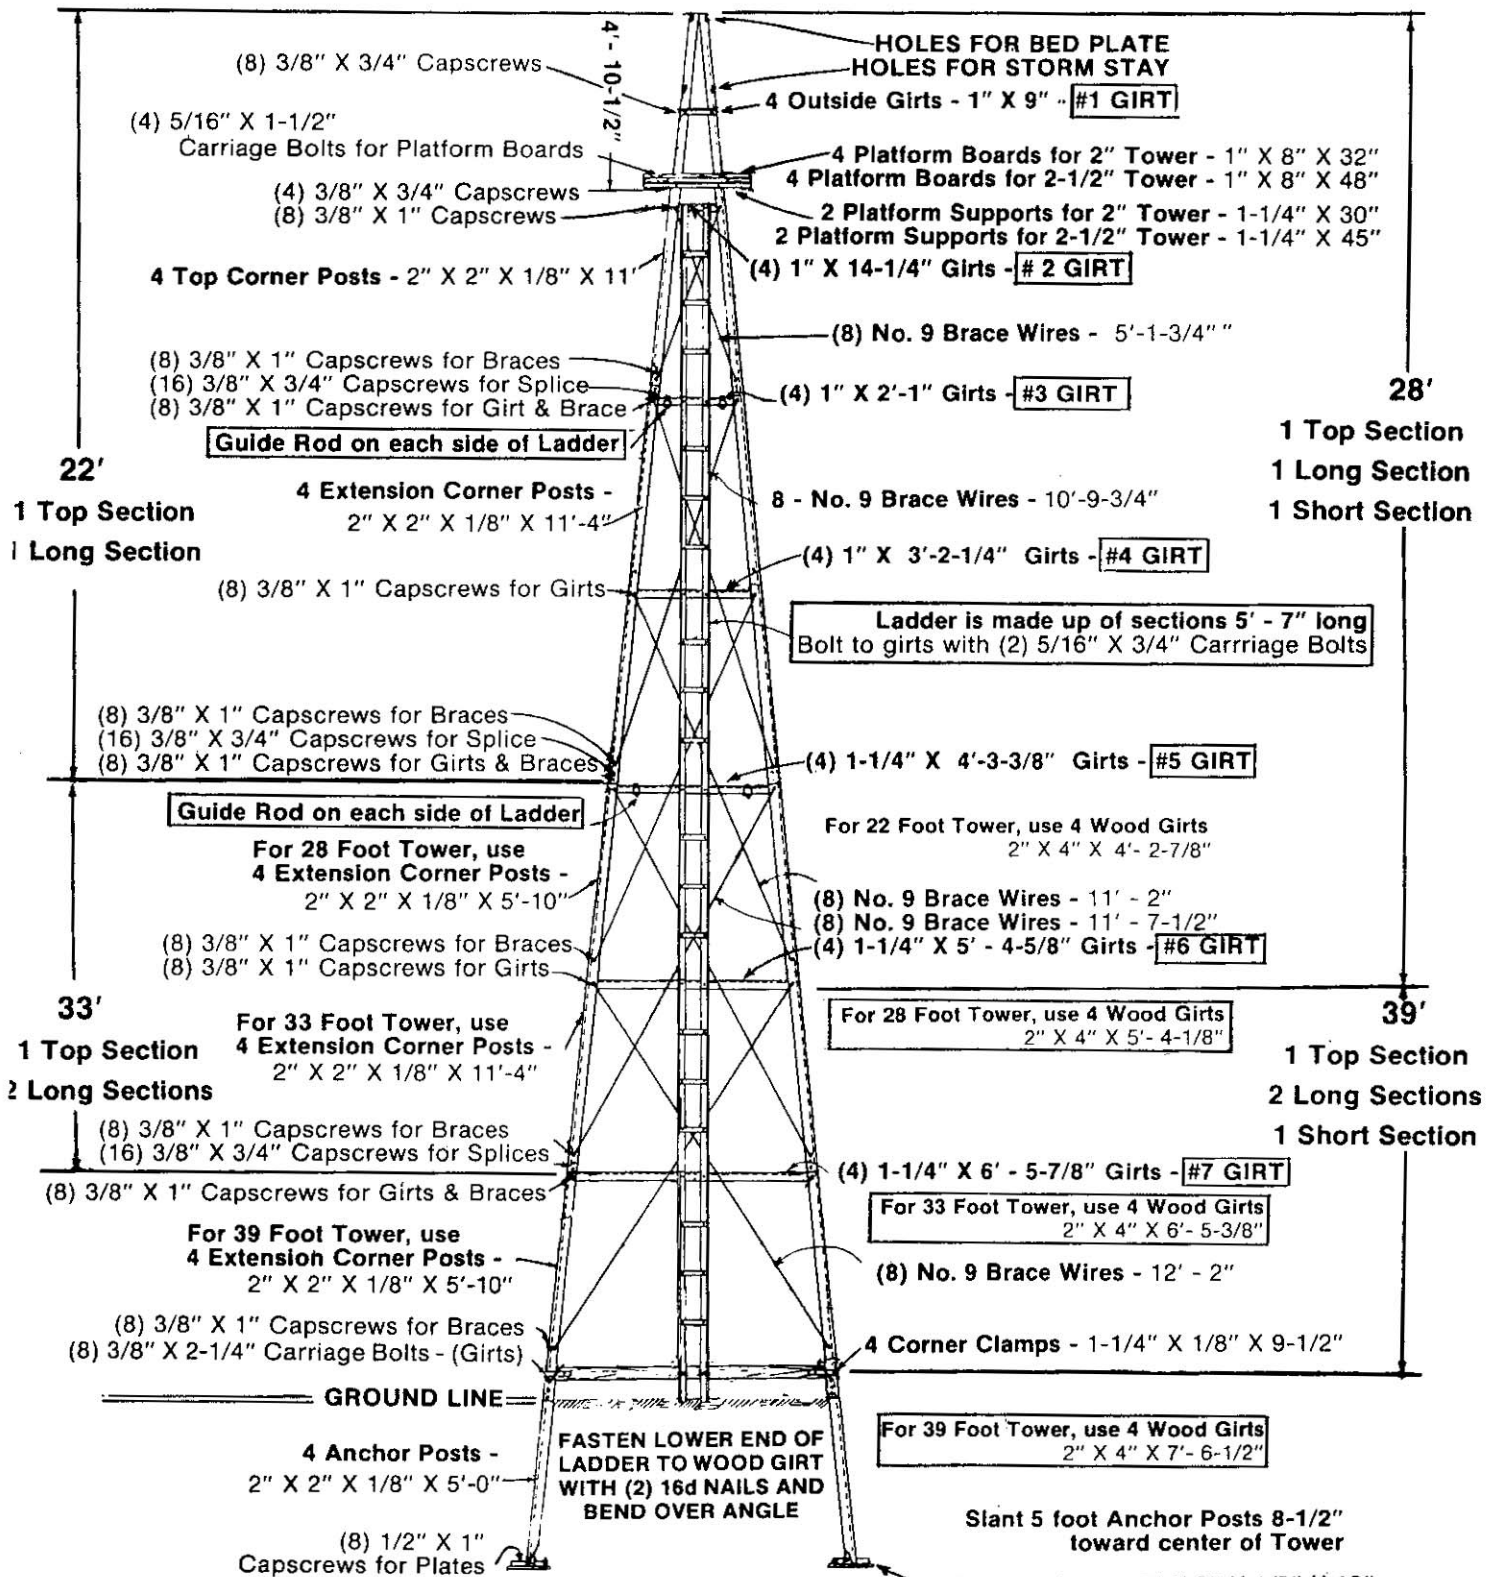 4'- 10-1/2"
HOLES FOR BED PLATE
HOLES FOR STORM STAY
(8) 3/8" X 3/4" Capscrews
4 Outside Girts - 1" X 9" - #1 GIRT
(4) 5/16" X 1-1/2"
Carriage Bolts for Platform Boards
4 Platform Boards for 2" Tower - 1" X 8" X 32"
4 Platform Boards for 2-1/2" Tower - 1" X 8" X 48"
(4) 3/8" X 3/4" Capscrews
(8) 3/8" X 1" Capscrews
2 Platform Supports for 2" Tower - 1-1/4" X 30"
2 Platform Supports for 2-1/2" Tower - 1-1/4" X 45"
4 Top Corner Posts - 2" X 2" X 1/8" X 11'
(4) 1" X 14-1/4" Girts - # 2 GIRT
(8) No. 9 Brace Wires - 5'-1-3/4" "
(8) 3/8" X 1" Capscrews for Braces
(16) 3/8" X 3/4" Capscrews for Splice
(8) 3/8" X 1" Capscrews for Girt & Brace
(4) 1" X 2'-1" Girts - #3 GIRT
Guide Rod on each side of Ladder
22'
1 Top Section
1 Long Section
28'
1 Top Section
1 Long Section
1 Short Section
4 Extension Corner Posts -
2" X 2" X 1/8" X 11'-4"
8 - No. 9 Brace Wires - 10'-9-3/4"
(4) 1" X 3'-2-1/4" Girts - #4 GIRT
(8) 3/8" X 1" Capscrews for Girts
Ladder is made up of sections 5' - 7" long
Bolt to girts with (2) 5/16" X 3/4" Carrriage Bolts
(8) 3/8" X 1" Capscrews for Braces
(16) 3/8" X 3/4" Capscrews for Splice
(8) 3/8" X 1" Capscrews for Girts & Braces
(4) 1-1/4" X 4'-3-3/8" Girts - #5 GIRT
Guide Rod on each side of Ladder
For 22 Foot Tower, use 4 Wood Girts
2" X 4" X 4'- 2-7/8"
For 28 Foot Tower, use
4 Extension Corner Posts -
2" X 2" X 1/8" X 5'-10"
(8) No. 9 Brace Wires - 11' - 2"
(8) No. 9 Brace Wires - 11' - 7-1/2"
(4) 1-1/4" X 5' - 4-5/8" Girts - #6 GIRT
(8) 3/8" X 1" Capscrews for Braces
(8) 3/8" X 1" Capscrews for Girts
33'
1 Top Section
2 Long Sections
For 33 Foot Tower, use
4 Extension Corner Posts -
2" X 2" X 1/8" X 11'-4"
For 28 Foot Tower, use 4 Wood Girts
2" X 4" X 5'- 4-1/8"
39'
1 Top Section
2 Long Sections
1 Short Section
(8) 3/8" X 1" Capscrews for Braces
(16) 3/8" X 3/4" Capscrews for Splices
(8) 3/8" X 1" Capscrews for Girts & Braces
(4) 1-1/4" X 6' - 5-7/8" Girts - #7 GIRT
For 33 Foot Tower, use 4 Wood Girts
2" X 4" X 6'- 5-3/8"
For 39 Foot Tower, use
4 Extension Corner Posts -
2" X 2" X 1/8" X 5'-10"
(8) No. 9 Brace Wires - 12' - 2"
(8) 3/8" X 1" Capscrews for Braces
(8) 3/8" X 2-1/4" Carriage Bolts - (Girts)
4 Corner Clamps - 1-1/4" X 1/8" X 9-1/2"
GROUND LINE
For 39 Foot Tower, use 4 Wood Girts
2" X 4" X 7'- 6-1/2"
4 Anchor Posts -
2" X 2" X 1/8" X 5'-0"
FASTEN LOWER END OF
LADDER TO WOOD GIRT
WITH (2) 16d NAILS AND
BEND OVER ANGLE
Slant 5 foot Anchor Posts 8-1/2"
toward center of Tower
(8) 1/2" X 1"
Capscrews for Plates